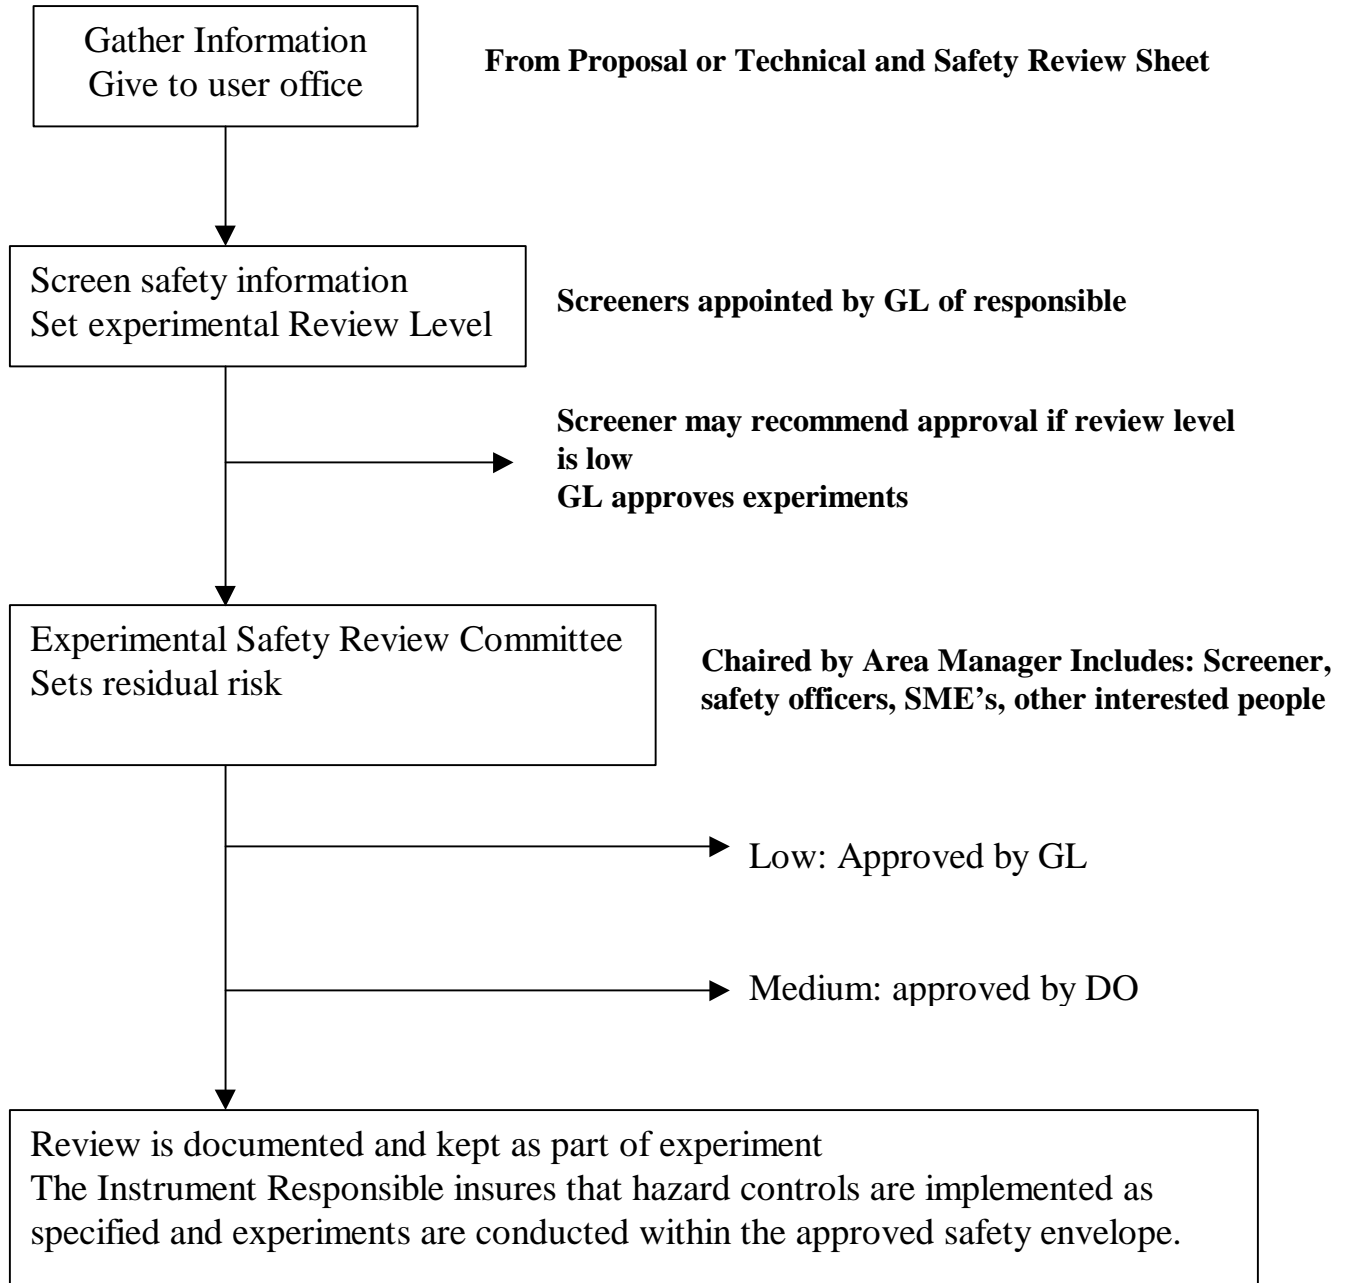 Gather Information
Give to user office
From Proposal or Technical and Safety Review Sheet
Screen safety information
Set experimental Review Level
Screeners appointed by GL of responsible
Screener may recommend approval if review level
is low
GL approves experiments
Experimental Safety Review Committee
Sets residual risk
Chaired by Area Manager Includes: Screener,
safety officers, SME’s, other interested people
Low: Approved by GL
Medium: approved by DO
Review is documented and kept as part of experiment
The Instrument Responsible insures that hazard controls are implemented as
specified and experiments are conducted within the approved safety envelope.